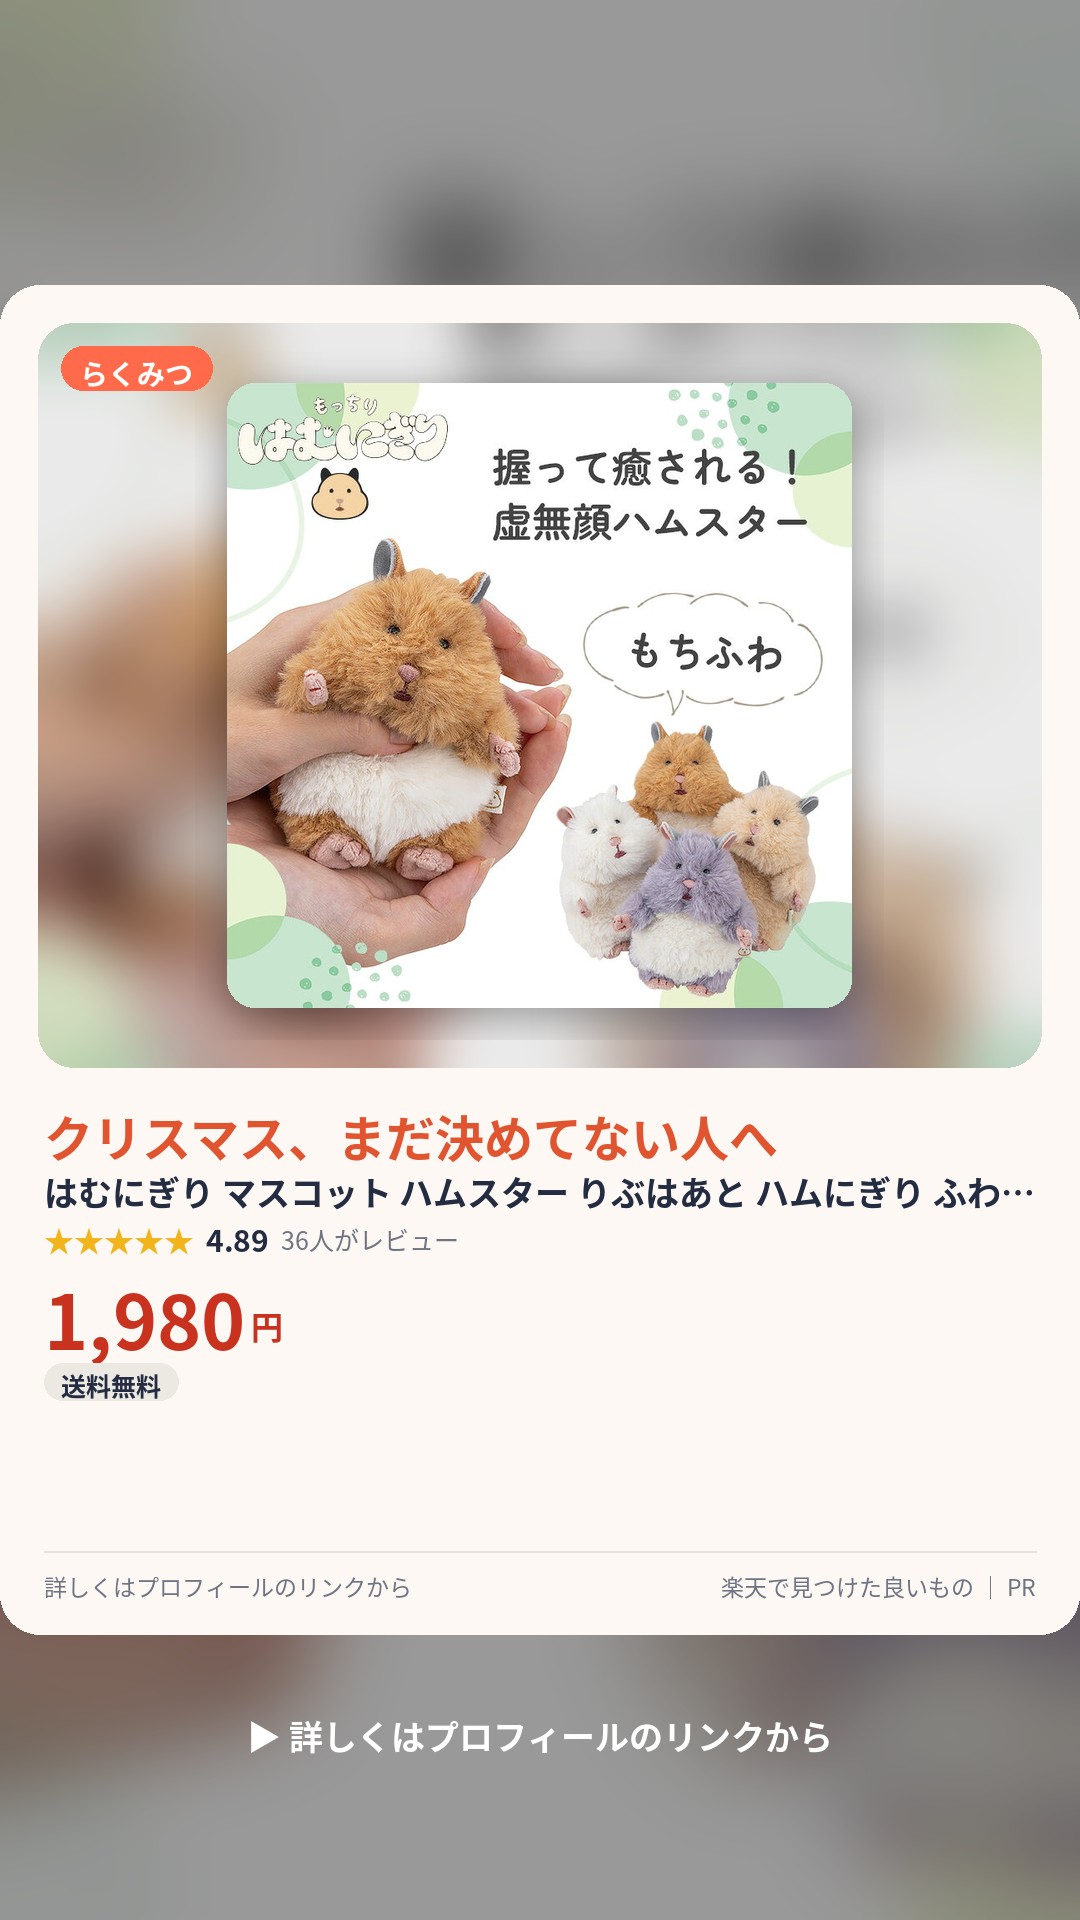 らくみつ
もっちり
はむにぎり
握って癒される！
虚無顔ハムスター
もちふわ
クリスマス、まだ決めてない人へ
はむにぎり マスコット ハムスター りぶはあと ハムにぎり ふわ…
★★★★★ 4.89 36人がレビュー
1,980円
送料無料
詳しくはプロフィールのリンクから
楽天で見つけた良いもの｜PR
▶ 詳しくはプロフィールのリンクから